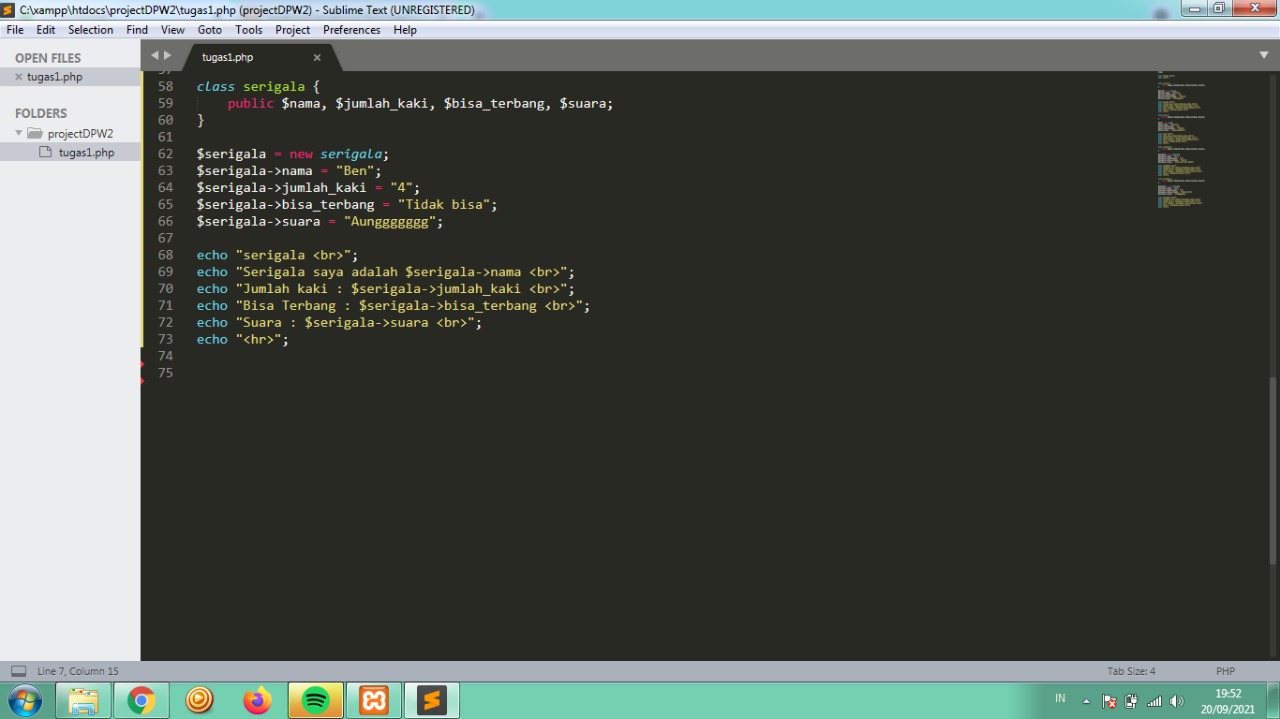 C:\xampp\htdocs\projectDPW2\tugas1.php (projectDPW2) - Sublime Text (UNREGISTERED)
File Edit Selection Find View Goto Tools Project Preferences Help
OPEN FILES
tugas1.php
FOLDERS
projectDPW2
tugas1.php
tugas1.php
57
58 class serigala {
59 public $nama, $jumlah_kaki, $bisa_terbang, $suara;
60 }
61
62 $serigala = new serigala;
63 $serigala->nama = "Ben";
64 $serigala->jumlah_kaki = "4";
65 $serigala->bisa_terbang = "Tidak bisa";
66 $serigala->suara = "Aunggggggg";
67
68 echo "serigala <br>";
69 echo "Serigala saya adalah $serigala->nama <br>";
70 echo "Jumlah kaki : $serigala->jumlah_kaki <br>";
71 echo "Bisa Terbang : $serigala->bisa_terbang <br>";
72 echo "Suara : $serigala->suara <br>";
73 echo "<hr>";
74
75
Line 7, Column 15
Tab Size: 4
PHP
IN
19:52
20/09/2021